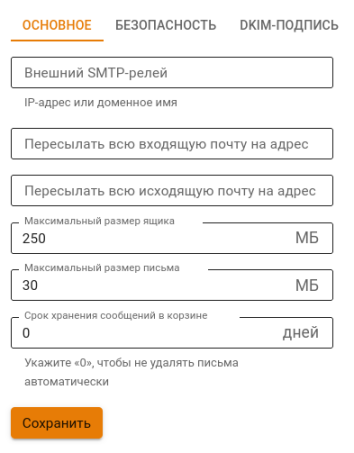 ОСНОВНОЕ БЕЗОПАСНОСТЬ DKIM-ПОДПИСЬ
Внешний SMTP-релей
IP-адрес или доменное имя
Пересылать всю входящую почту на адрес
Пересылать всю исходящую почту на адрес
Максимальный размер ящика
250 МБ
Максимальный размер письма
30 МБ
Срок хранения сообщений в корзине
0 дней
Укажите «0», чтобы не удалять письма
автоматически
Сохранить